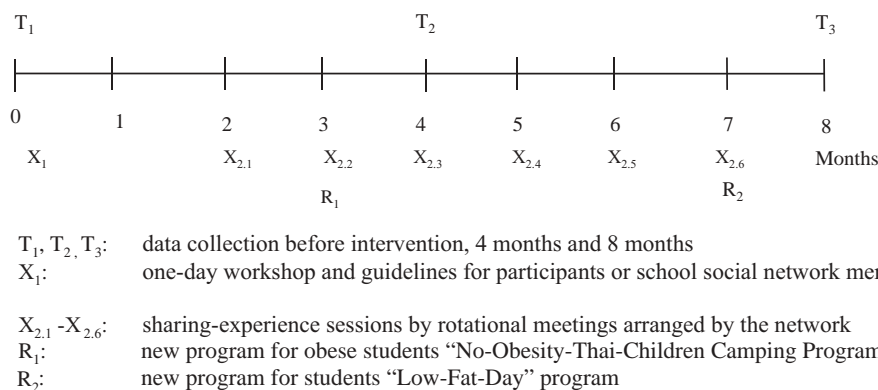 T₁ T₂ T₃
0 1 2 3 4 5 6 7 8
X₁ X₂.₁ X₂.₂ X₂.₃ X₂.₄ X₂.₅ X₂.₆ Months
R₁ R₂
T₁, T₂, T₃: data collection before intervention, 4 months and 8 months
X₁: one-day workshop and guidelines for participants or school social network
X₂.₁ -X₂.₆: sharing-experience sessions by rotational meetings arranged by the network
R₁: new program for obese students “No-Obesity-Thai-Children Camping Program
R₂: new program for students “Low-Fat-Day” program